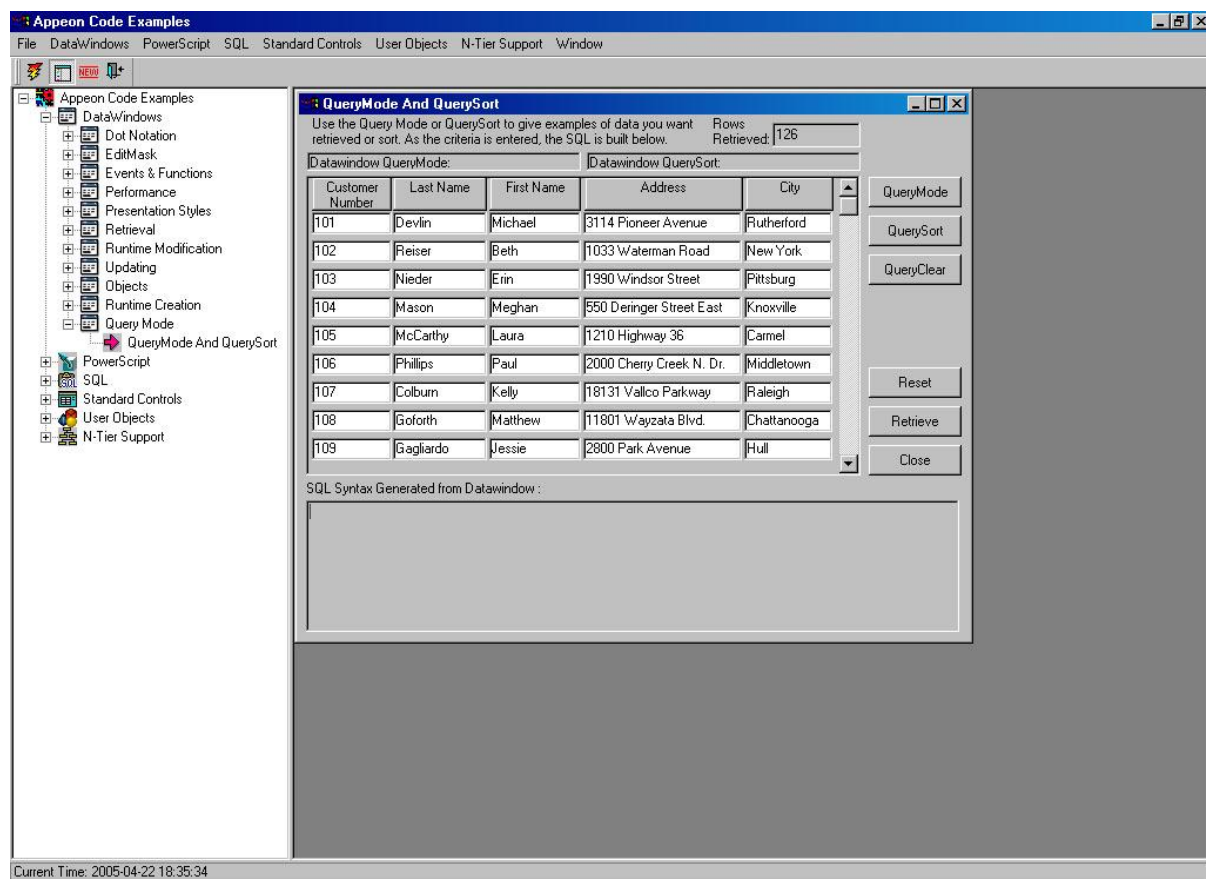 Appeon Code Examples
File DataWindows PowerScript SQL Standard Controls User Objects N-Tier Support Window
NEW
Appeon Code Examples
DataWindows
Dot Notation
EditMask
Events & Functions
Performance
Presentation Styles
Retrieval
Runtime Modification
Updating
Objects
Runtime Creation
Query Mode
QueryMode And QuerySort
PowerScript
SQL
Standard Controls
User Objects
N-Tier Support
QueryMode And QuerySort
Use the Query Mode or QuerySort to give examples of data you want
retrieved or sort. As the criteria is entered, the SQL is built below.
Rows
Retrieved: 126
Datawindow QueryMode: Datawindow QuerySort:
Customer Number Last Name First Name Address City
101 Devlin Michael 3114 Pioneer Avenue Rutherford
102 Reiser Beth 1033 Waterman Road New York
103 Nieder Erin 1990 Windsor Street Pittsburg
104 Mason Meghan 550 Deringer Street East Knoxville
105 McCarthy Laura 1210 Highway 36 Carmel
106 Phillips Paul 2000 Cherry Creek N. Dr. Middletown
107 Colburn Kelly 18131 Vallco Parkway Raleigh
108 Goforth Matthew 11801 Wayzata Blvd. Chattanooga
109 Gagliardo Jessie 2800 Park Avenue Hull
QueryMode
QuerySort
QueryClear
Reset
Retrieve
Close
SQL Syntax Generated from Datawindow :
Current Time: 2005-04-22 18:35:34